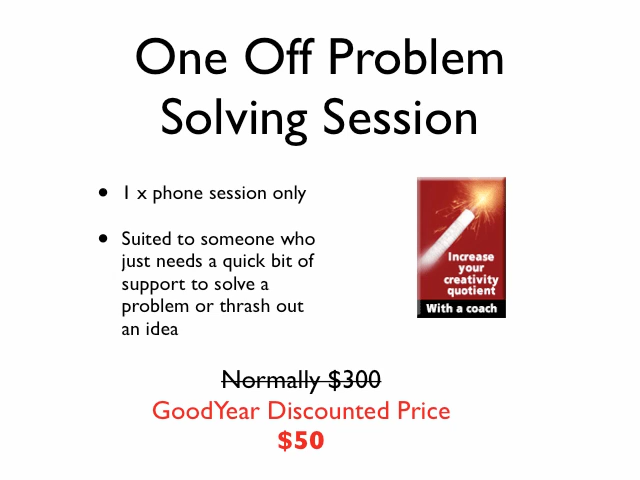 One Off Problem
Solving Session
• 1 x phone session only
• Suited to someone who
just needs a quick bit of
support to solve a
problem or thrash out
an idea
Increase
your
creativity
quotient
With a coach
Normally $300
GoodYear Discounted Price
$50